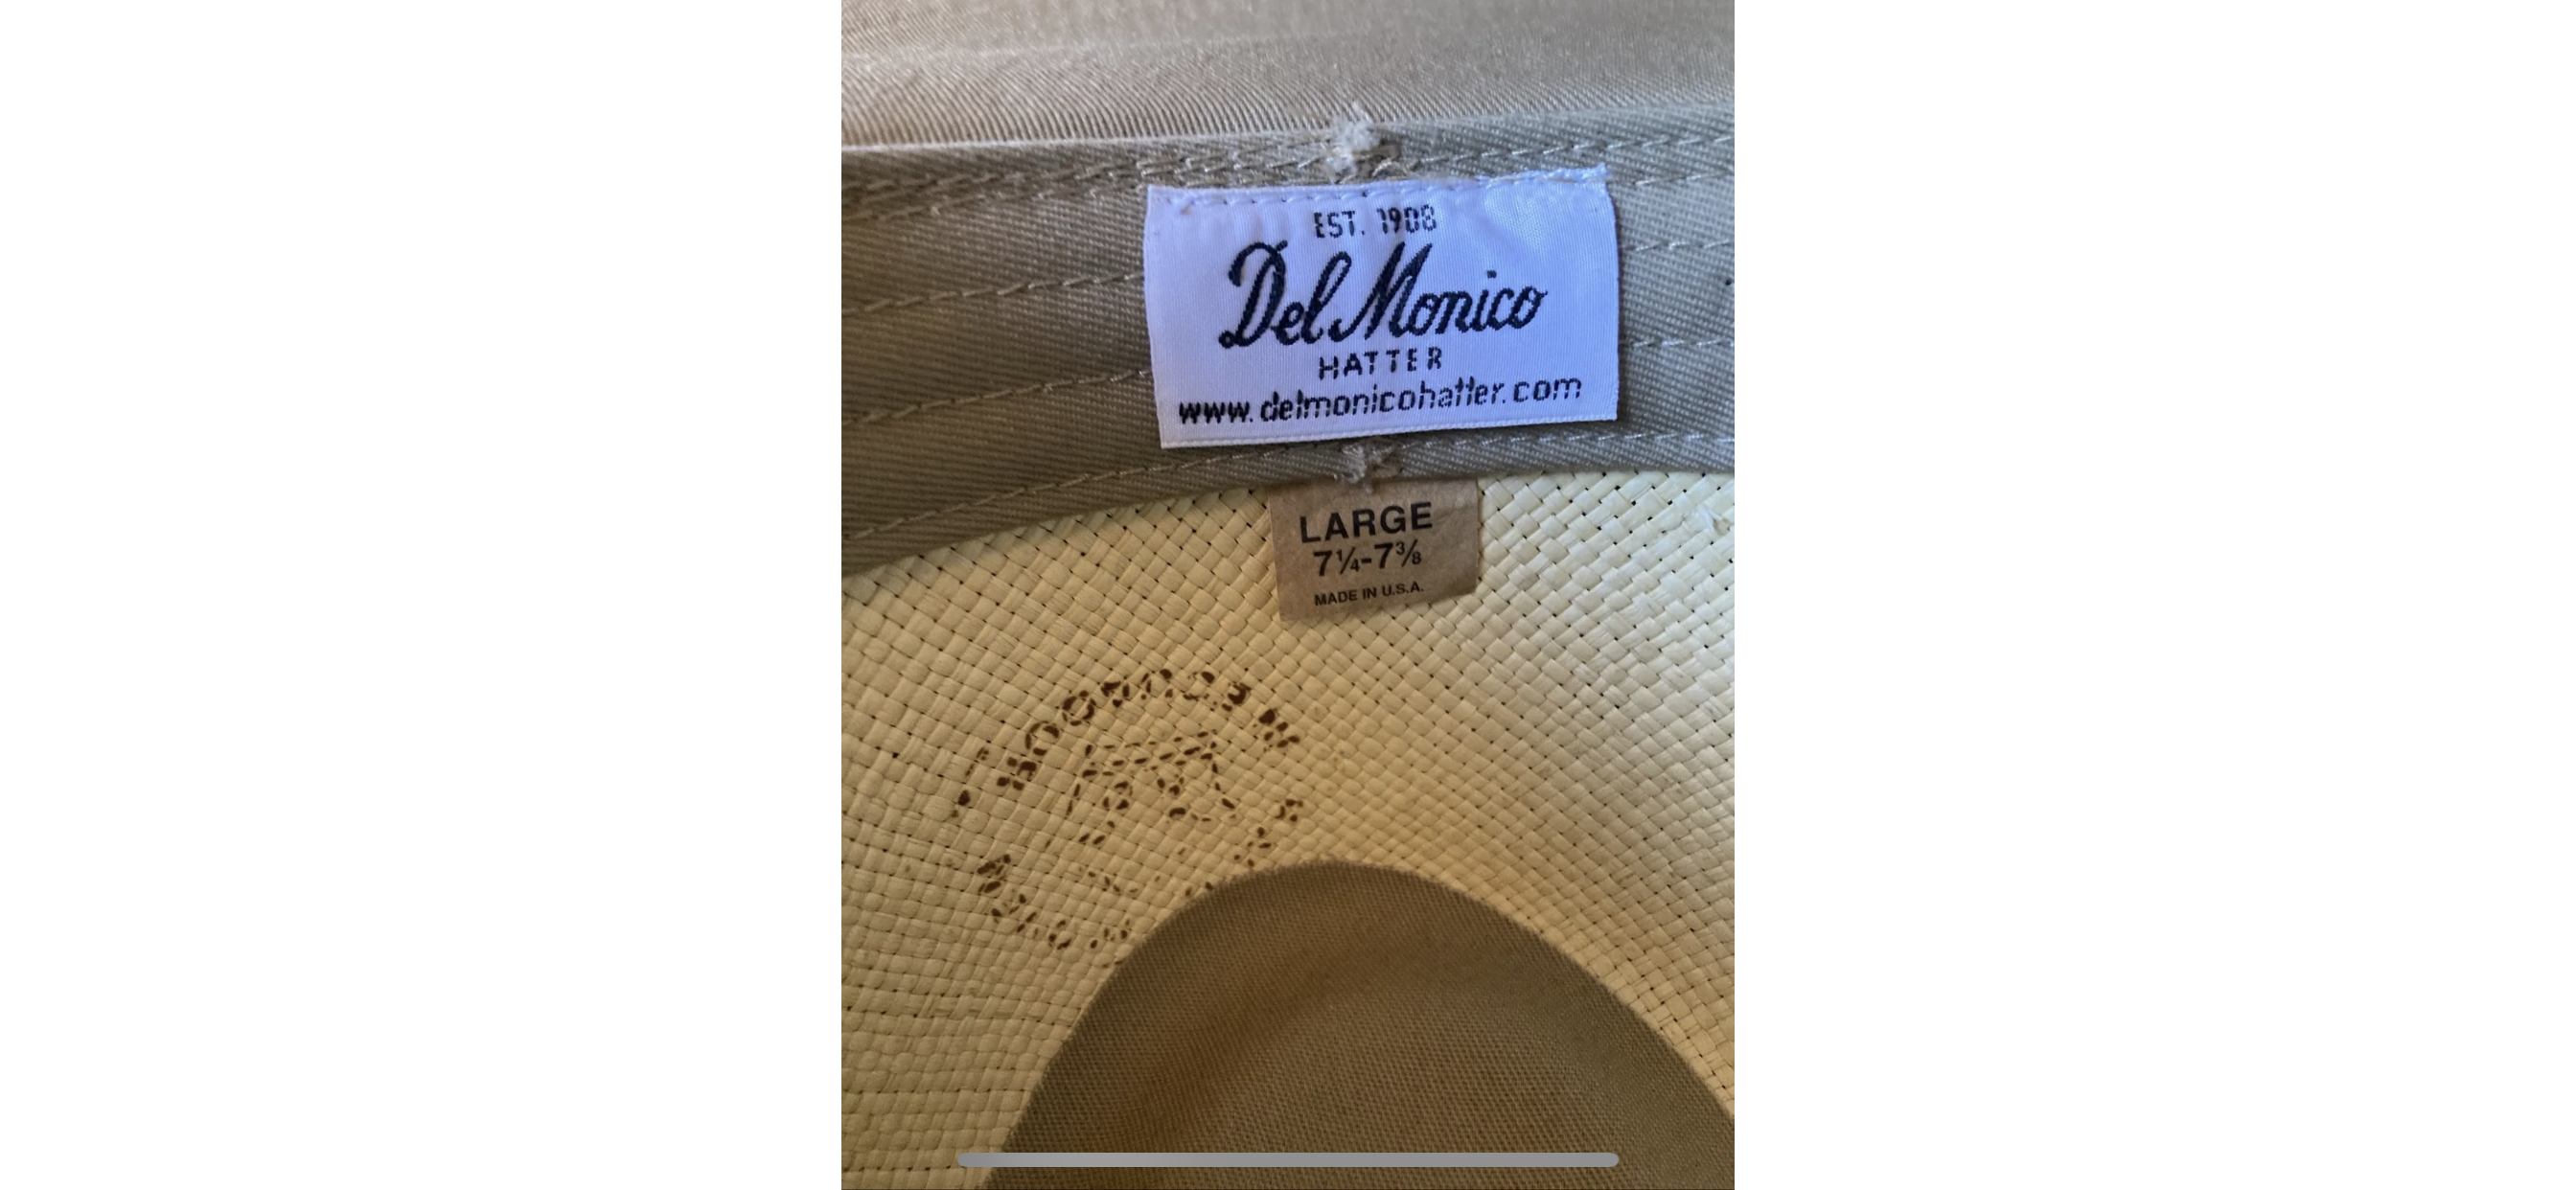 EST. 1908
Del Monico
HATTER
www.delmonicohatter.com
LARGE
7¼-7⅜
MADE IN U.S.A.